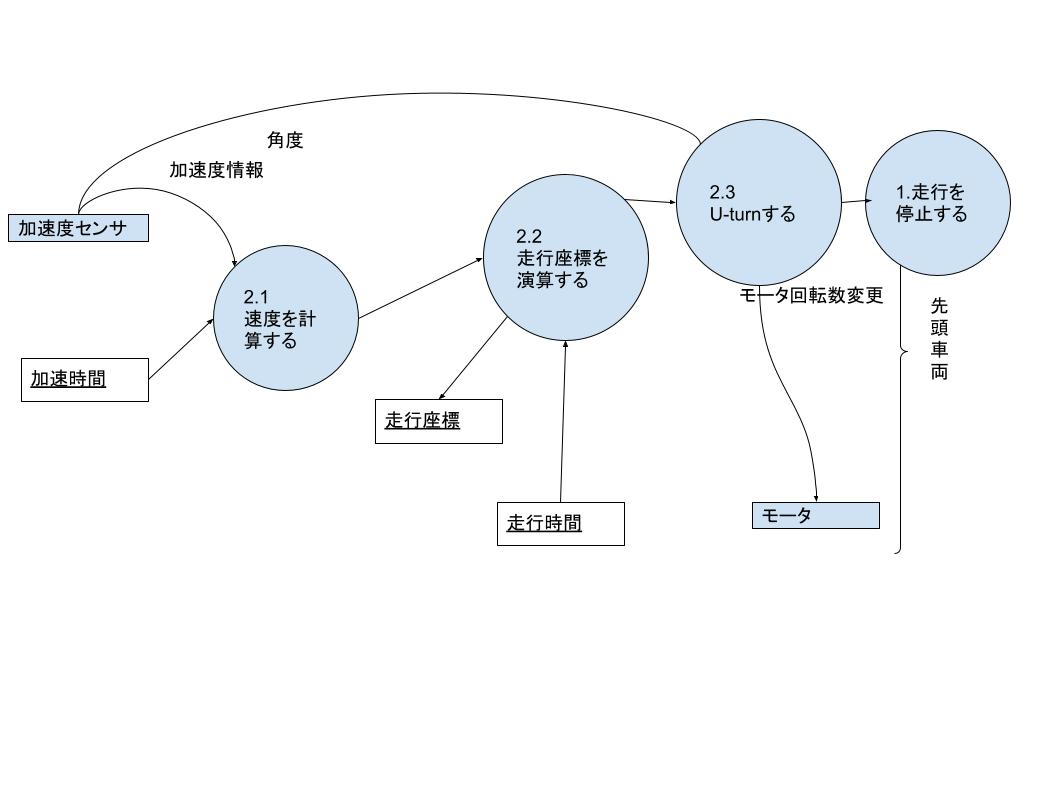 角度
加速度情報
加速度センサ
2.1
速度を計
算する
加速時間
2.2
走行座標を
演算する
走行座標
走行時間
2.3
U-turnする
モータ回転数変更
モータ
1.走行を
停止する
先
頭
車
両